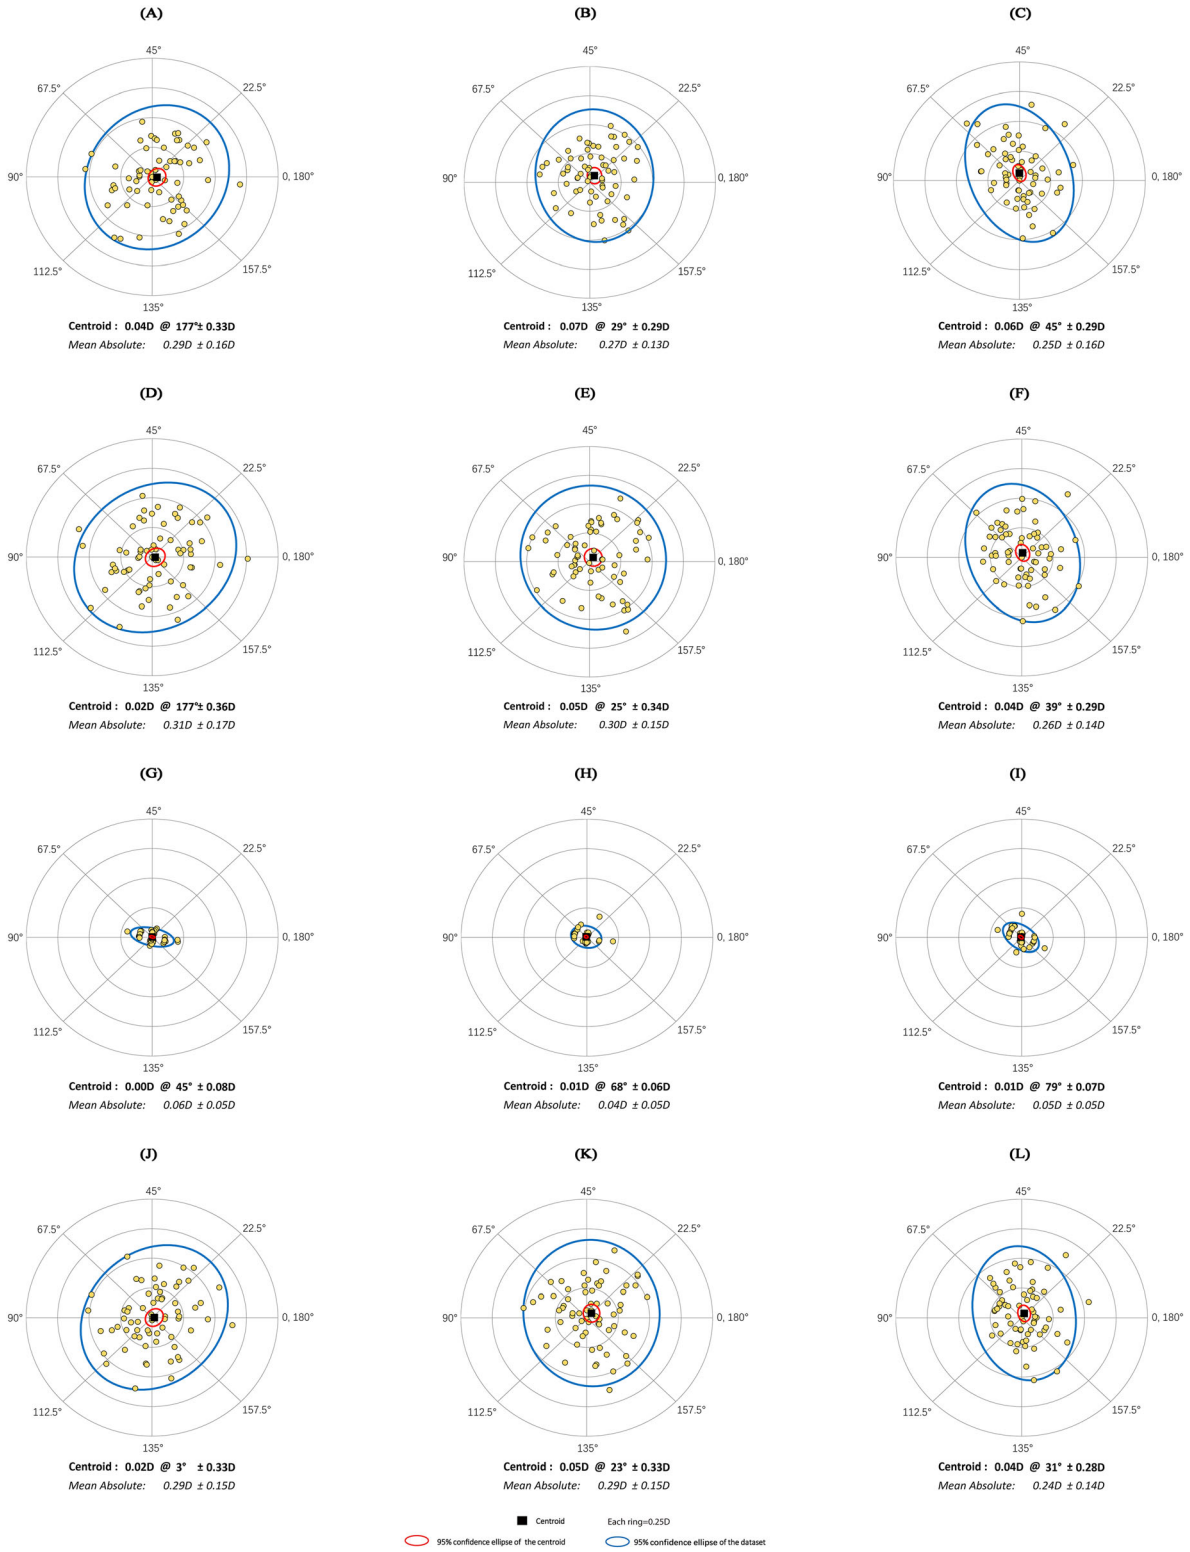 (A) (B) (C)
45° 45° 45°
67.5° 22.5° 67.5° 22.5° 67.5° 22.5°
90° 0, 180° 90° 0, 180° 90° 0, 180°
112.5° 157.5° 112.5° 157.5° 112.5° 157.5°
135° 135° 135°
Centroid : 0.04D @ 177°± 0.33D Centroid : 0.07D @ 29° ± 0.29D Centroid : 0.06D @ 45° ± 0.29D
Mean Absolute: 0.29D ± 0.16D Mean Absolute: 0.27D ± 0.13D Mean Absolute: 0.25D ± 0.16D
(D) (E) (F)
45° 45° 45°
67.5° 22.5° 67.5° 22.5° 67.5° 22.5°
90° 0, 180° 90° 0, 180° 90° 0, 180°
112.5° 157.5° 112.5° 157.5° 112.5° 157.5°
135° 135° 135°
Centroid : 0.02D @ 177°± 0.36D Centroid : 0.05D @ 25° ± 0.34D Centroid : 0.04D @ 39° ± 0.29D
Mean Absolute: 0.31D ± 0.17D Mean Absolute: 0.30D ± 0.15D Mean Absolute: 0.26D ± 0.14D
(G) (H) (I)
45° 45° 45°
67.5° 22.5° 67.5° 22.5° 67.5° 22.5°
90° 0, 180° 90° 0, 180° 90° 0, 180°
112.5° 157.5° 112.5° 157.5° 112.5° 157.5°
135° 135° 135°
Centroid : 0.00D @ 45° ± 0.08D Centroid : 0.01D @ 68° ± 0.06D Centroid : 0.01D @ 79° ± 0.07D
Mean Absolute: 0.06D ± 0.05D Mean Absolute: 0.04D ± 0.05D Mean Absolute: 0.05D ± 0.05D
(J) (K) (L)
45° 45° 45°
67.5° 22.5° 67.5° 22.5° 67.5° 22.5°
90° 0, 180° 90° 0, 180° 90° 0, 180°
112.5° 157.5° 112.5° 157.5° 112.5° 157.5°
135° 135° 135°
Centroid : 0.02D @ 3° ± 0.33D Centroid : 0.05D @ 23° ± 0.33D Centroid : 0.04D @ 31° ± 0.28D
Mean Absolute: 0.29D ± 0.15D Mean Absolute: 0.29D ± 0.15D Mean Absolute: 0.24D ± 0.14D
Centroid Each ring=0.25D
95% confidence ellipse of the centroid 95% confidence ellipse of the dataset